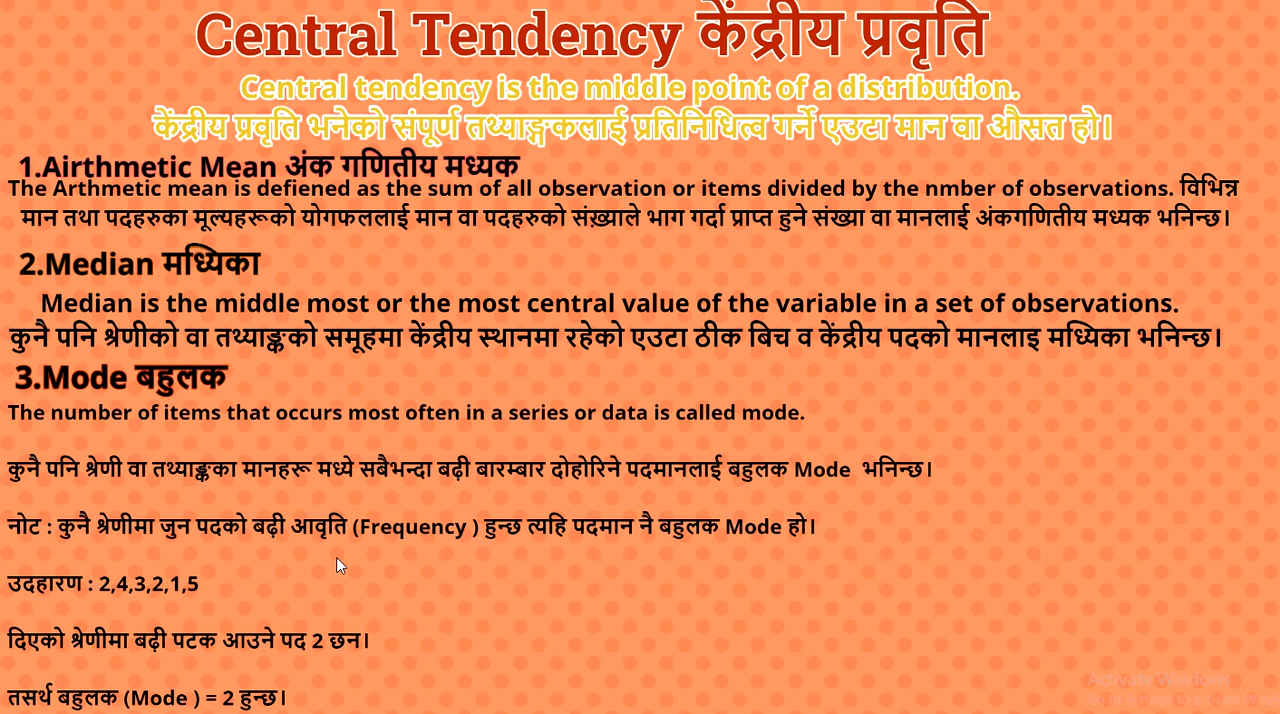 Central Tendency केंद्रीय प्रवृति
Central tendency is the middle point of a distribution.
केंद्रीय प्रवृति भनेको संपूर्ण तथ्याङ्गकलाई प्रतिनिधित्व गर्ने एउटा मान वा औसत हो।
1.Airthmetic Mean अंक गणितीय मध्यक
The Arthmetic mean is defiened as the sum of all observation or items divided by the nmber of observations. विभिन्न
मान तथा पदहरुका मूल्यहरूको योगफललाई मान वा पदहरुको संख़्याले भाग गर्दा प्राप्त हुने संख्या वा मानलाई अंकगणितीय मध्यक भनिन्छ।
2.Median मध्यिका
Median is the middle most or the most central value of the variable in a set of observations.
कुनै पनि श्रेणीको वा तथ्याङ्कको समूहमा केंद्रीय स्थानमा रहेको एउटा ठीक बिच व केंद्रीय पदको मानलाइ मध्यिका भनिन्छ।
3.Mode बहुलक
The number of items that occurs most often in a series or data is called mode.
कुनै पनि श्रेणी वा तथ्याङ्कका मानहरू मध्ये सबैभन्दा बढ़ी बारम्बार दोहोरिने पदमानलाई बहुलक Mode भनिन्छ।
नोट : कुनै श्रेणीमा जुन पदको बढ़ी आवृति (Frequency ) हुन्छ त्यहि पदमान नै बहुलक Mode हो।
उदहारण : 2,4,3,2,1,5
दिएको श्रेणीमा बढ़ी पटक आउने पद 2 छन।
तसर्थ बहुलक (Mode ) = 2 हुन्छ।
Activate Windows